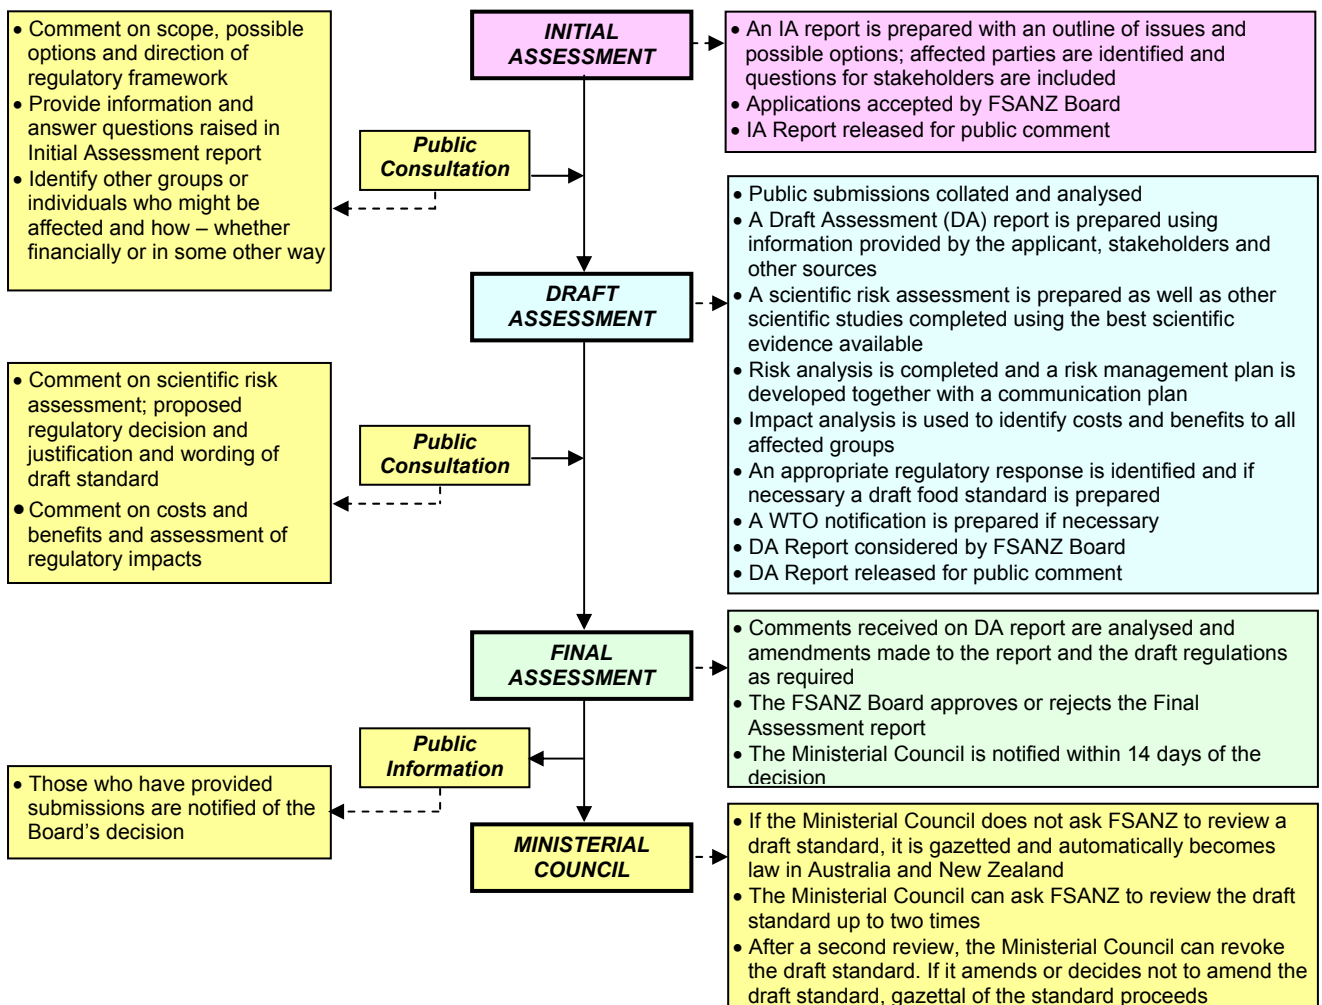 • Comment on scope, possible
options and direction of
regulatory framework
• Provide information and
answer questions raised in
Initial Assessment report
• Identify other groups or
individuals who might be
affected and how – whether
financially or in some other way
INITIAL
ASSESSMENT
• An IA report is prepared with an outline of issues and
possible options; affected parties are identified and
questions for stakeholders are included
• Applications accepted by FSANZ Board
• IA Report released for public comment
Public
Consultation
DRAFT
ASSESSMENT
• Public submissions collated and analysed
• A Draft Assessment (DA) report is prepared using
information provided by the applicant, stakeholders and
other sources
• A scientific risk assessment is prepared as well as other
scientific studies completed using the best scientific
evidence available
• Risk analysis is completed and a risk management plan is
developed together with a communication plan
• Impact analysis is used to identify costs and benefits to all
affected groups
• An appropriate regulatory response is identified and if
necessary a draft food standard is prepared
• A WTO notification is prepared if necessary
• DA Report considered by FSANZ Board
• DA Report released for public comment
• Comment on scientific risk
assessment; proposed
regulatory decision and
justification and wording of
draft standard
• Comment on costs and
benefits and assessment of
regulatory impacts
Public
Consultation
FINAL
ASSESSMENT
• Comments received on DA report are analysed and
amendments made to the report and the draft regulations
as required
• The FSANZ Board approves or rejects the Final
Assessment report
• The Ministerial Council is notified within 14 days of the
decision
Public
Information
• Those who have provided
submissions are notified of the
Board's decision
MINISTERIAL
COUNCIL
• If the Ministerial Council does not ask FSANZ to review a
draft standard, it is gazetted and automatically becomes
law in Australia and New Zealand
• The Ministerial Council can ask FSANZ to review the draft
standard up to two times
• After a second review, the Ministerial Council can revoke
the draft standard. If it amends or decides not to amend the
draft standard, gazettal of the standard proceeds